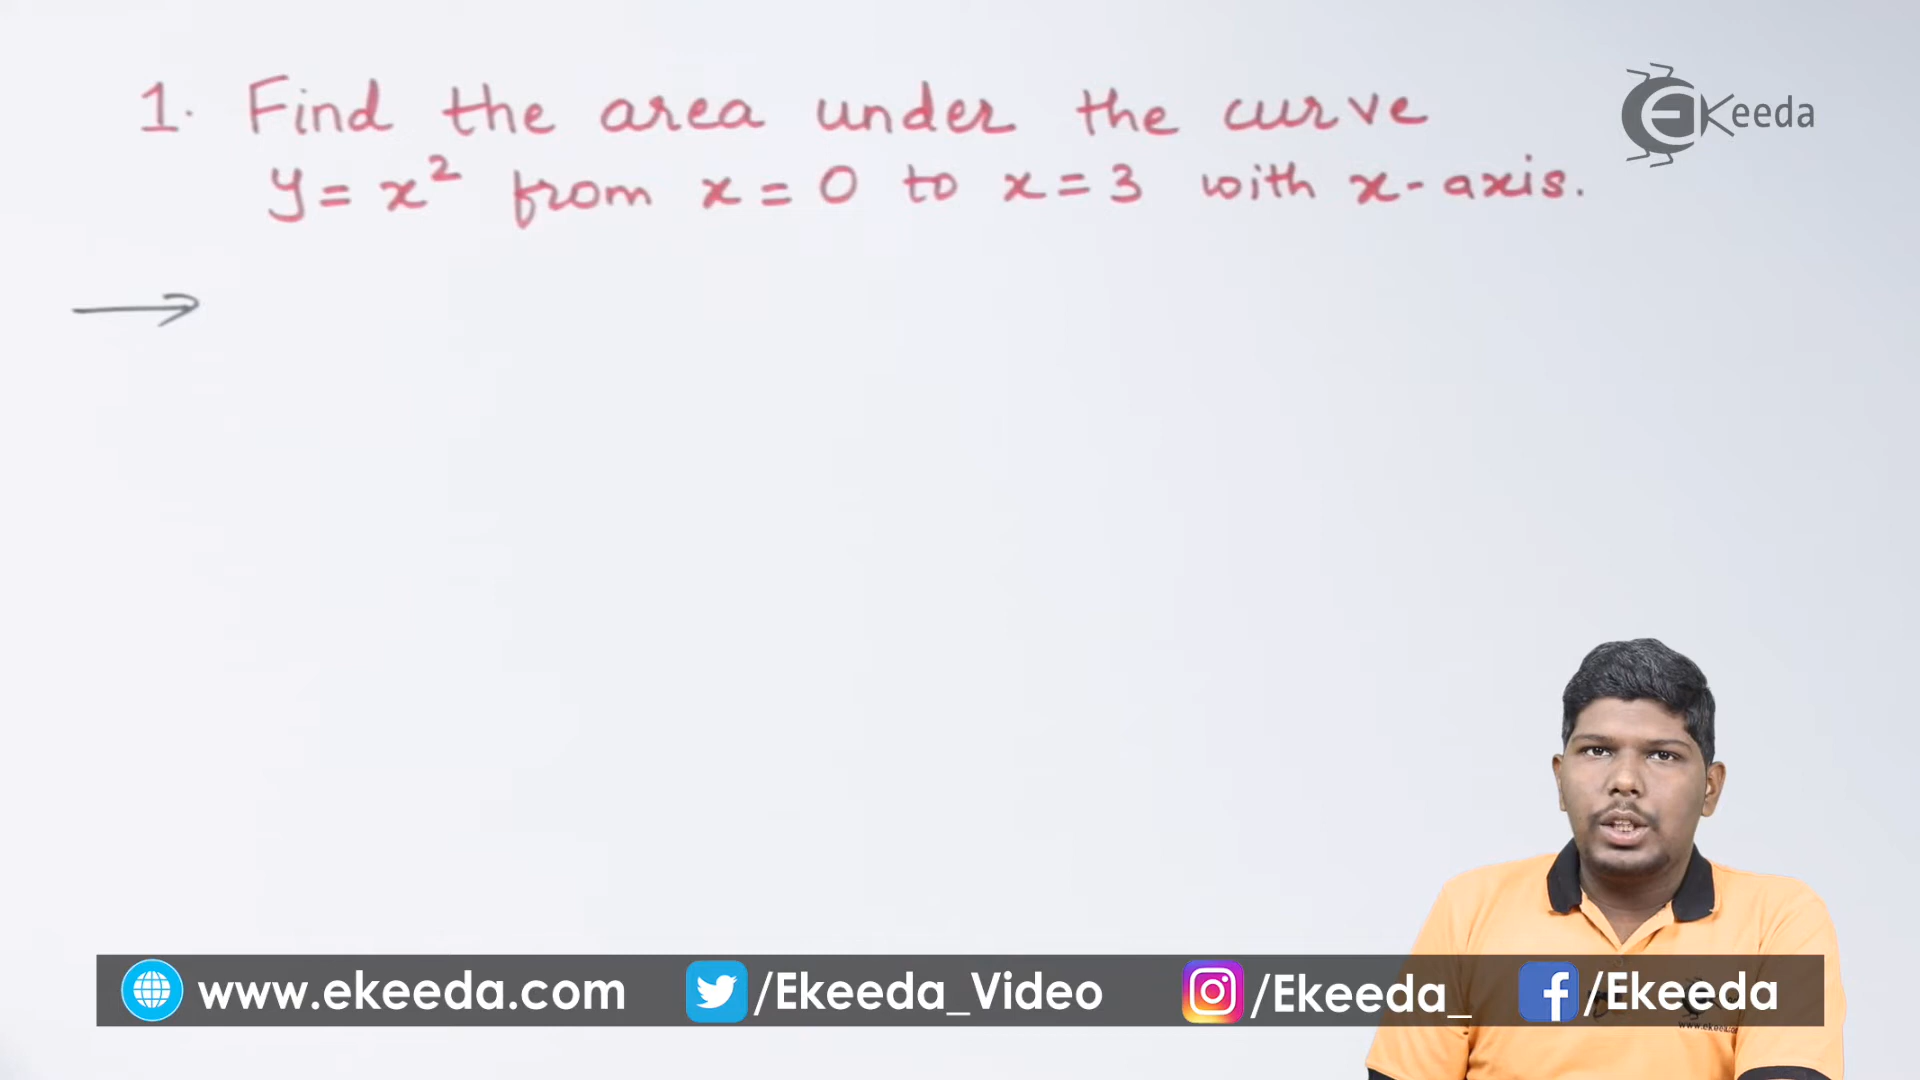 1. Find the area under the curve
y = x² from x = 0 to x = 3 with x-axis.
EKeeda
www.ekeeda.com /Ekeeda_Video /Ekeeda_ /Ekeeda